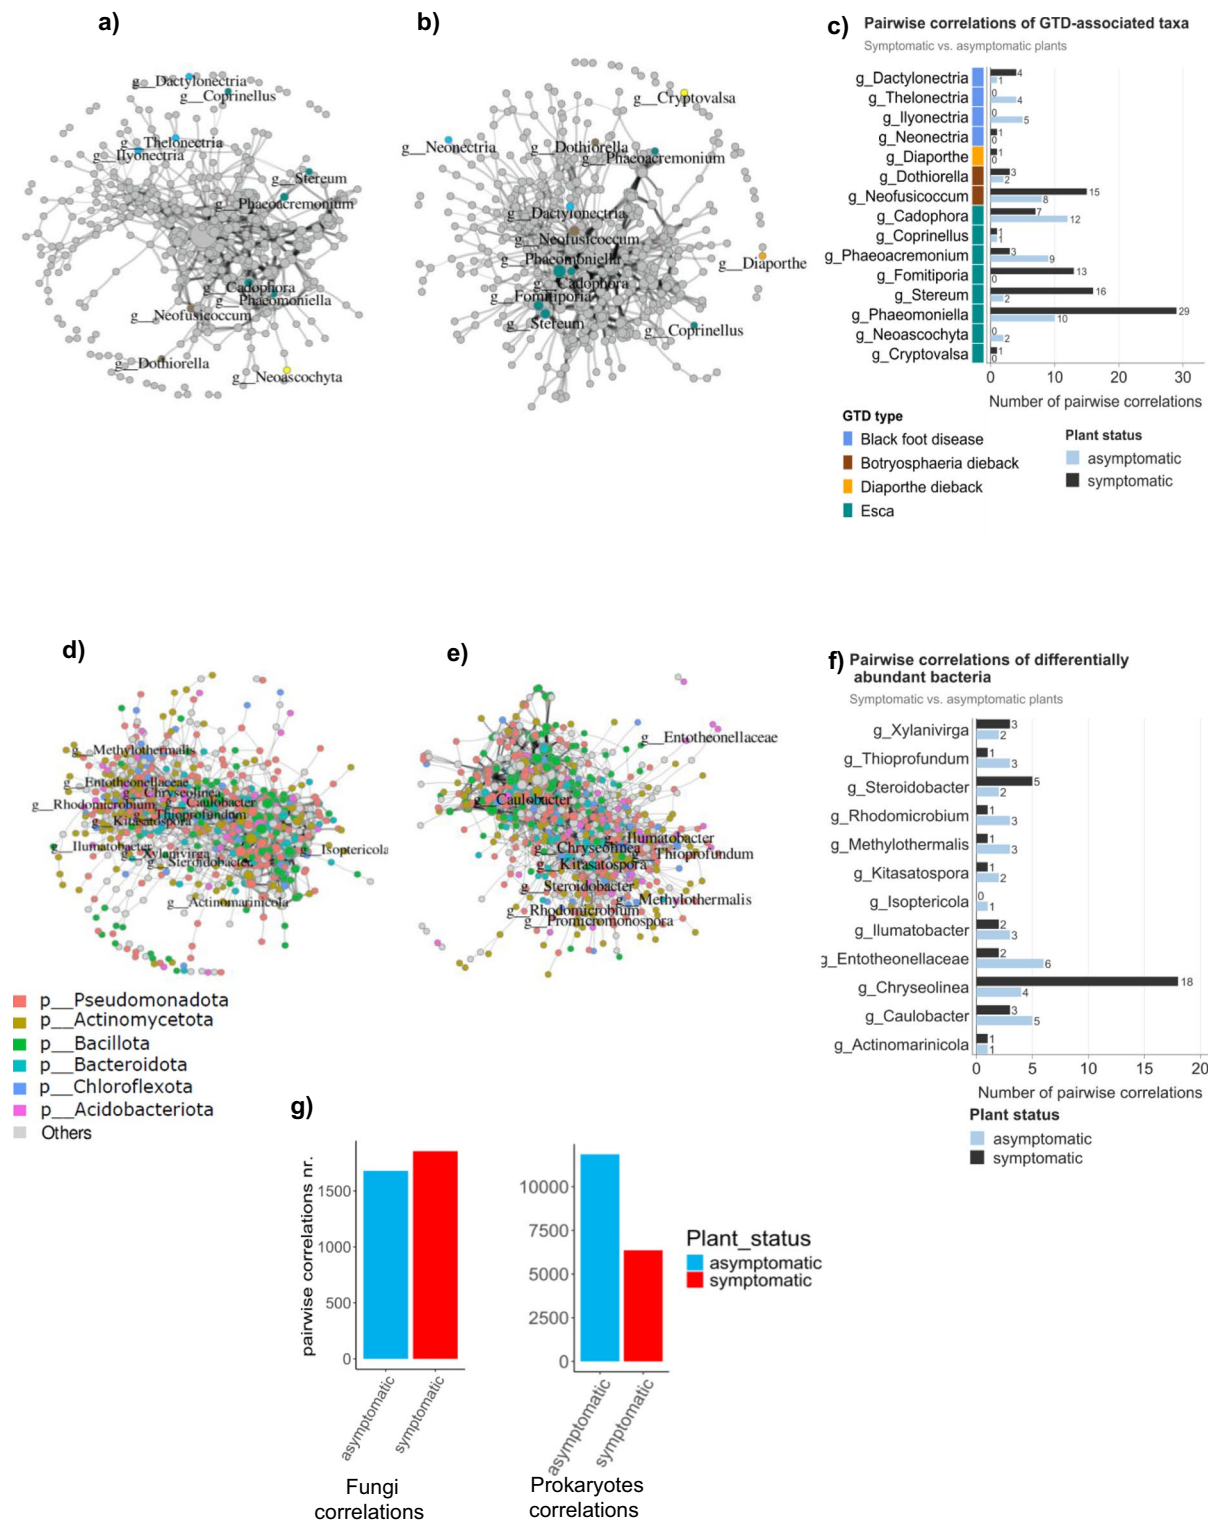 a)
g__Dactylonectria
g__Coprinellus
g__Thelonectria
g__Ilyonectria
g__Stereum
g__Phaeoacremonium
g__Cadophora
g__Phaeomoniella
g__Neofusicoccum
g__Dothiorella
g__Neoascochyta
b)
g__Cryptovalsa
g__Neonectria
g__Dothiorella
g__Phaeoacremonium
g__Dactylonectria
g__Neofusicoccum
g__Phaeomoniella
g__Diaporthe
g__Cadophora
g__Fomitiporia
g__Stereum
g__Coprinellus
c) Pairwise correlations of GTD-associated taxa
Symptomatic vs. asymptomatic plants
g_Dactylonectria 4 1
g_Thelonectria 0 4
g_Ilyonectria 0 5
g_Neonectria 1 0
g_Diaporthe 1 0
g_Dothiorella 3 2
g_Neofusicoccum 15 8
g_Cadophora 7 12
g_Coprinellus 1 1
g_Phaeoacremonium 3 9
g_Fomitiporia 13 0
g_Stereum 16 2
g_Phaeomoniella 29 10
g_Neoascochyta 0 2
g_Cryptovalsa 1 0
0 10 20 30
Number of pairwise correlations
GTD type
Black foot disease
Botryosphaeria dieback
Diaporthe dieback
Esca
Plant status
asymptomatic
symptomatic
d)
g__Methylothermalis
g__Entotheonellaceae
g__Chryseolinea
g__Rhodomicrobium
g__Caulobacter
g__Thioprofundum
g__Kitasatospora
g__Ilumatobacter
g__Xylanivirga
g__Isoptericola
g__Steroidobacter
g__Actinomarinicola
e)
g__Entotheonellaceae
g__Caulobacter
g__Ilumatobacter
g__Chryseolinea
g__Thioprofundum
g__Kitasatospora
g__Steroidobacter
g__Methylothermalis
g__Rhodomicrobium
g__Promicromonospora
f) Pairwise correlations of differentially
abundant bacteria
Symptomatic vs. asymptomatic plants
g_Xylanivirga 3 2
g_Thioprofundum 1 3
g_Steroidobacter 5 2
g_Rhodomicrobium 1 3
g_Methylothermalis 1 3
g_Kitasatospora 1 2
g_Isoptericola 0 1
g_Ilumatobacter 2 3
g_Entotheonellaceae 2 6
g_Chryseolinea 18 4
g_Caulobacter 3 5
g_Actinomarinicola 1 1
0 5 10 15 20
Number of pairwise correlations
Plant status
asymptomatic
symptomatic
p__Pseudomonadota
p__Actinomycetota
p__Bacillota
p__Bacteroidota
p__Chloroflexota
p__Acidobacteriota
Others
g)
pairwise correlations nr.
1500
1000
500
0
asymptomatic
symptomatic
Fungi
correlations
10000
7500
5000
2500
0
asymptomatic
symptomatic
Prokaryotes
correlations
Plant_status
asymptomatic
symptomatic